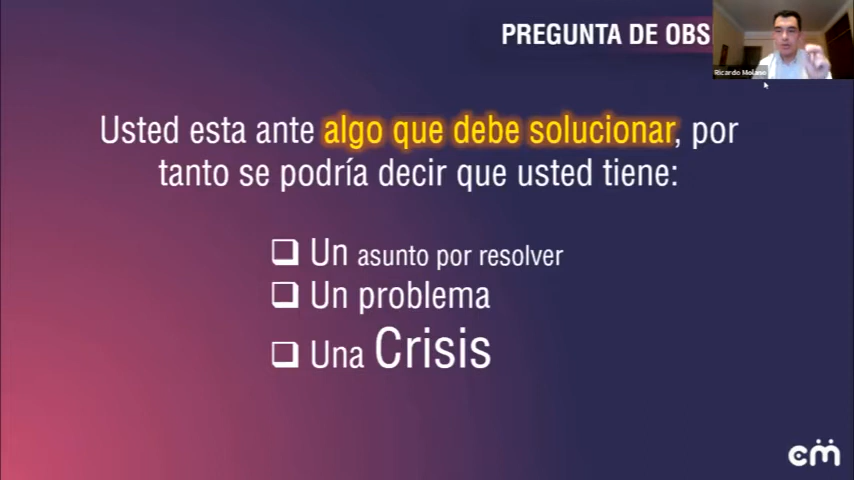 PREGUNTA DE OBS
Ricardo Molano
Usted esta ante algo que debe solucionar, por
tanto se podría decir que usted tiene:
❑ Un asunto por resolver
❑ Un problema
❑ Una Crisis
cm